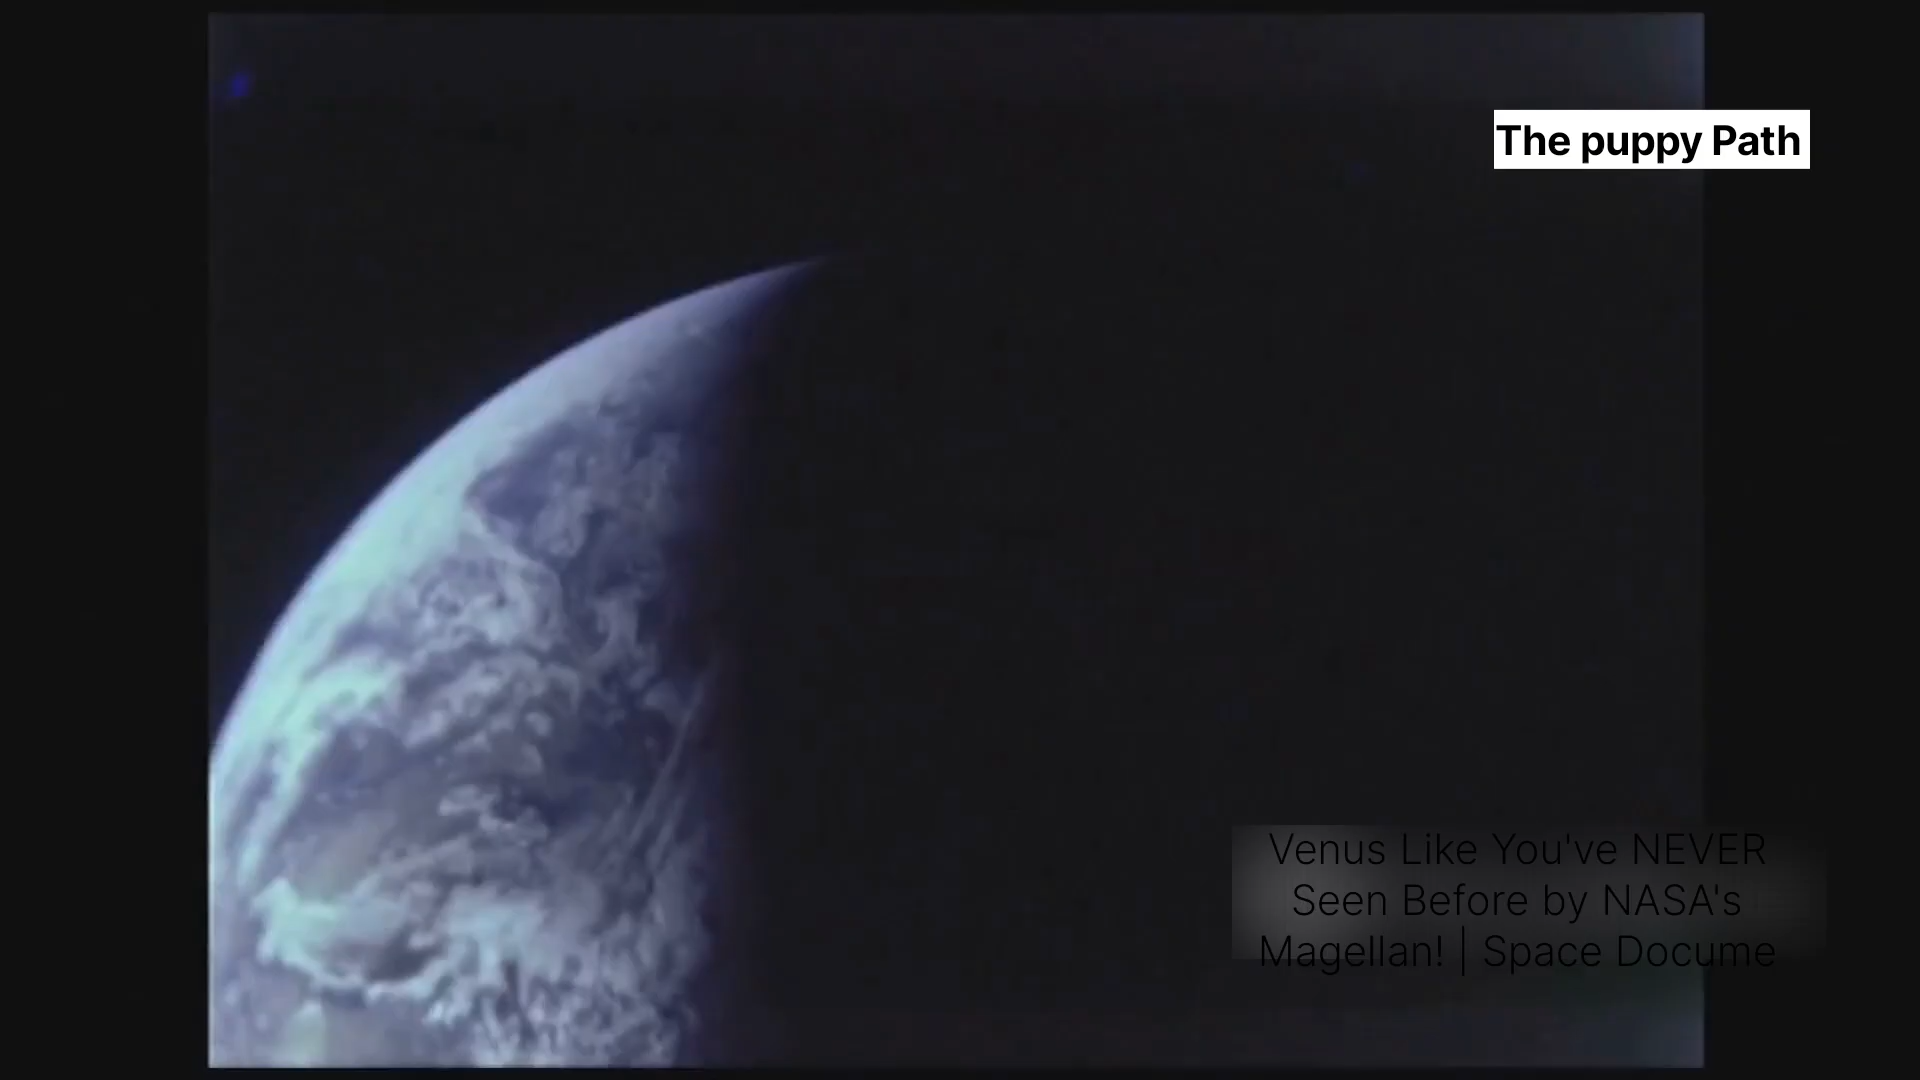 The puppy Path
Venus Like You've NEVER
Seen Before by NASA's
Magellan! | Space Docume